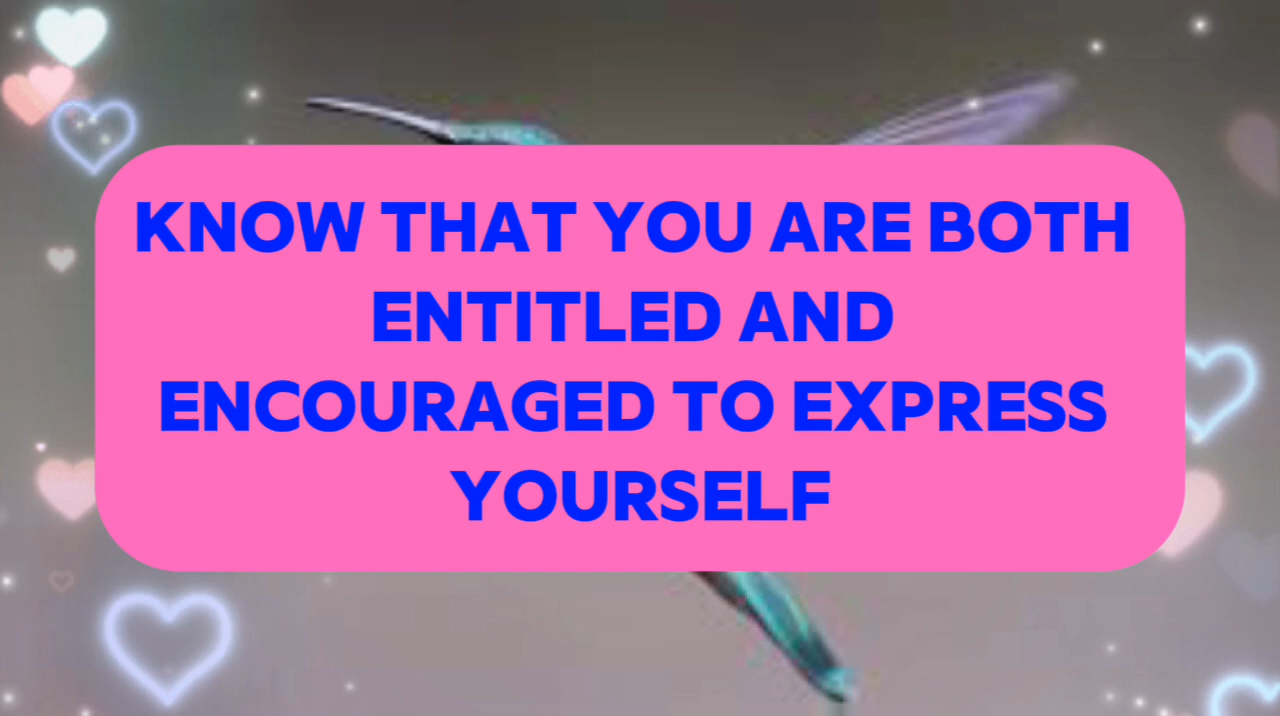 KNOW THAT YOU ARE BOTH
ENTITLED AND
ENCOURAGED TO EXPRESS
YOURSELF